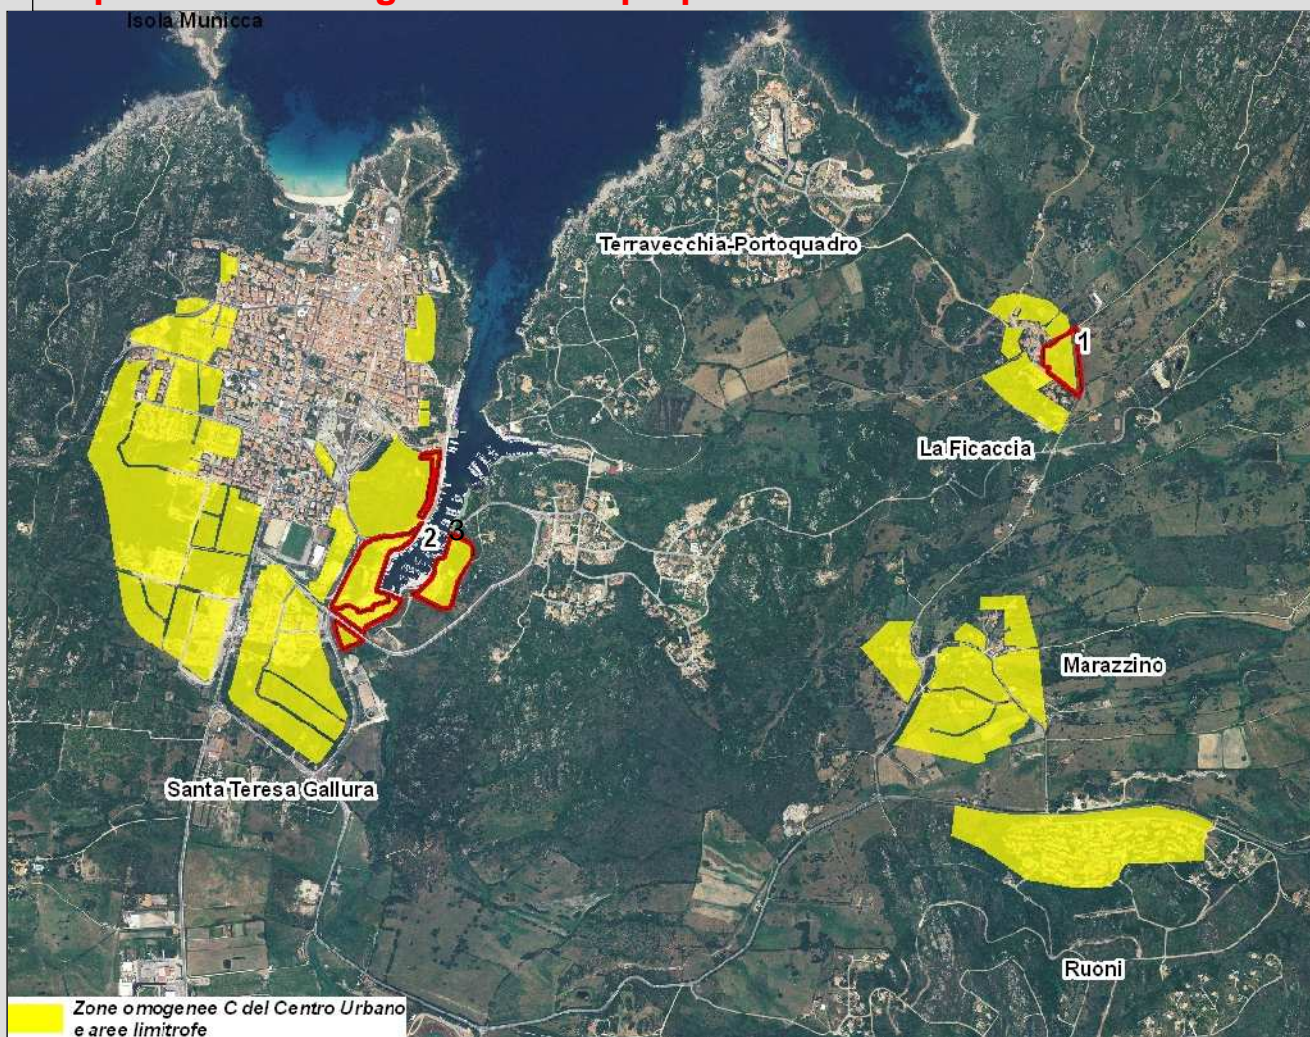 Isola Municca
Terravecchia-Portoquadro
1
La Ficaccia
2
3
Marazzino
Santa Teresa Gallura
Ruoni
Zone omogenee C del Centro Urbano
e aree limitrofe